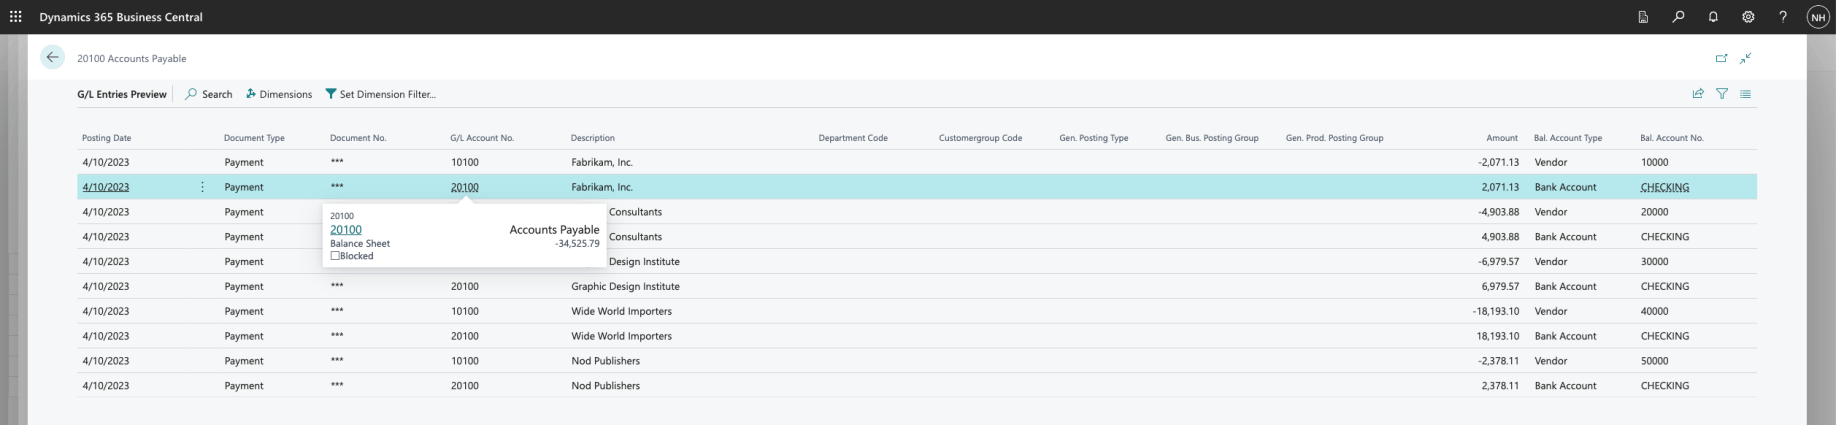 Dynamics 365 Business Central
NH
20100 Accounts Payable
G/L Entries Preview Search Dimensions Set Dimension Filter...
Posting Date Document Type Document No. G/L Account No. Description Department Code Customergroup Code Gen. Posting Type Gen. Bus. Posting Group Gen. Prod. Posting Group Amount Bal. Account Type Bal. Account No.
4/10/2023 Payment *** 10100 Fabrikam, Inc. -2,071.13 Vendor 10000
4/10/2023 Payment *** 20100 Fabrikam, Inc. 2,071.13 Bank Account CHECKING
4/10/2023 Payment Consultants -4,903.88 Vendor 20000
4/10/2023 Payment Consultants 4,903.88 Bank Account CHECKING
4/10/2023 Payment Design Institute -6,979.57 Vendor 30000
20100
20100 Accounts Payable
Balance Sheet -34,525.79
Blocked
4/10/2023 Payment *** 20100 Graphic Design Institute 6,979.57 Bank Account CHECKING
4/10/2023 Payment *** 10100 Wide World Importers -18,193.10 Vendor 40000
4/10/2023 Payment *** 20100 Wide World Importers 18,193.10 Bank Account CHECKING
4/10/2023 Payment *** 10100 Nod Publishers -2,378.11 Vendor 50000
4/10/2023 Payment *** 20100 Nod Publishers 2,378.11 Bank Account CHECKING